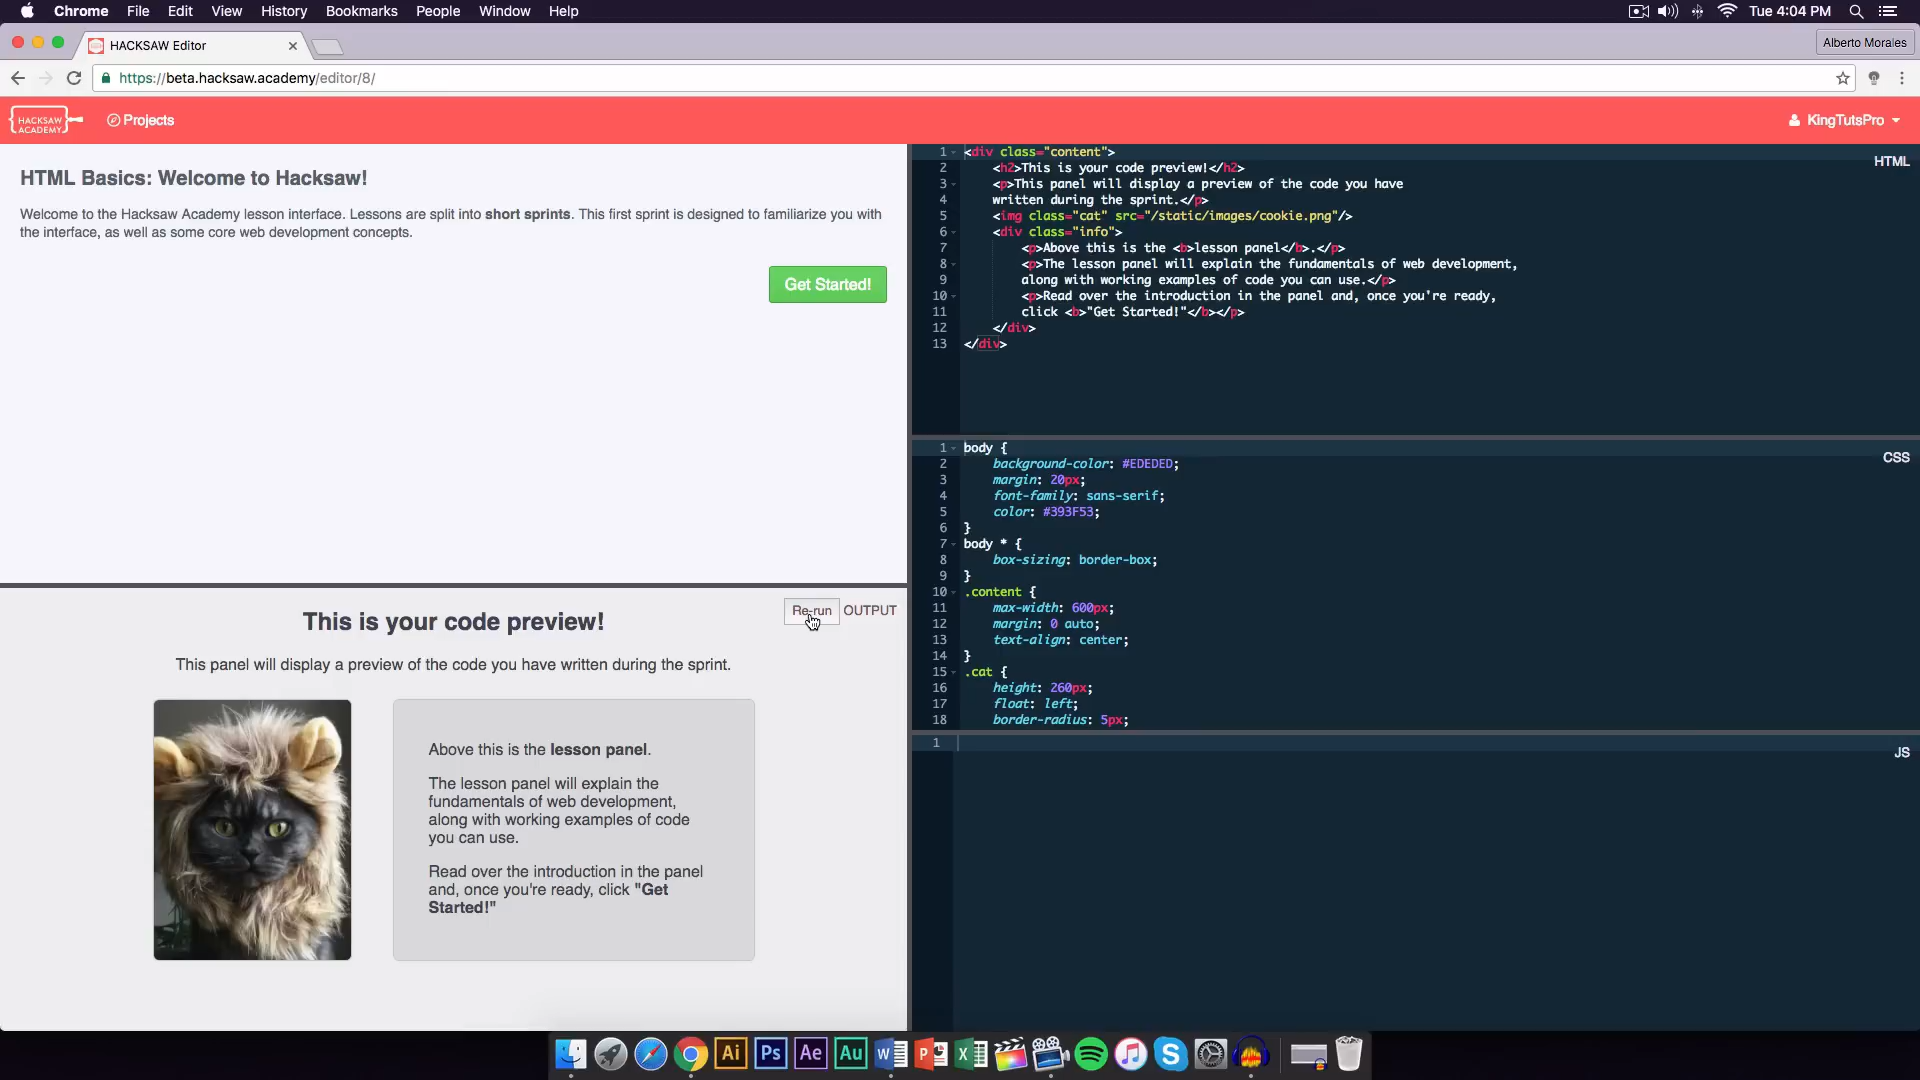 Chrome File Edit View History Bookmarks People Window Help Tue 4:04 PM
HACKSAW Editor Alberto Morales
https://beta.hacksaw.academy/editor/8/
HACKSAW
ACADEMY
Projects KingTutsPro
HTML Basics: Welcome to Hacksaw!
Welcome to the Hacksaw Academy lesson interface. Lessons are split into short sprints. This first sprint is designed to familiarize you with
the interface, as well as some core web development concepts.
Get Started!
Re-run OUTPUT
This is your code preview!
This panel will display a preview of the code you have written during the sprint.
Above this is the lesson panel.
The lesson panel will explain the
fundamentals of web development,
along with working examples of code
you can use.
Read over the introduction in the panel
and, once you're ready, click "Get
Started!"
HTML
1 <div class="content">
2 <h2>This is your code preview!</h2>
3 <p>This panel will display a preview of the code you have
4 written during the sprint.</p>
5 <img class="cat" src="/static/images/cookie.png"/>
6 <div class="info">
7 <p>Above this is the <b>lesson panel</b>.</p>
8 <p>The lesson panel will explain the fundamentals of web development,
9 along with working examples of code you can use.</p>
10 <p>Read over the introduction in the panel and, once you're ready,
11 click <b>"Get Started!"</b></p>
12 </div>
13 </div>
CSS
1 body {
2 background-color: #EDEDED;
3 margin: 20px;
4 font-family: sans-serif;
5 color: #393F53;
6 }
7 body * {
8 box-sizing: border-box;
9 }
10 .content {
11 max-width: 600px;
12 margin: 0 auto;
13 text-align: center;
14 }
15 .cat {
16 height: 260px;
17 float: left;
18 border-radius: 5px;
JS
1
Ai Ps Ae Au W P X S